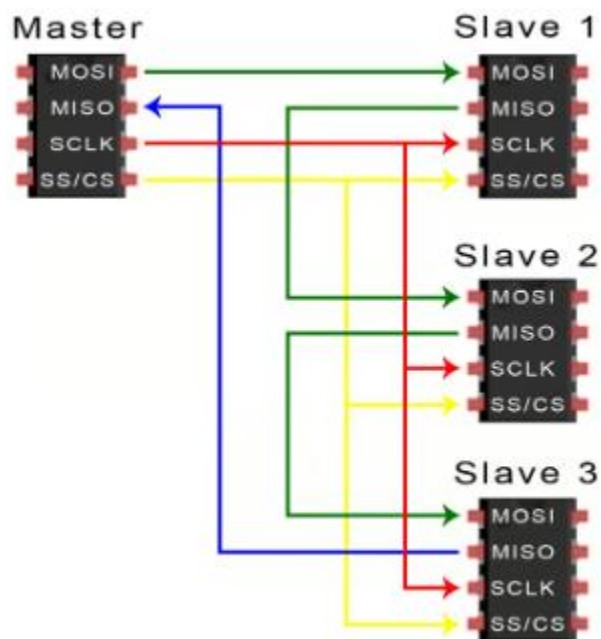 Master
MOSI
MISO
SCLK
SS/CS
Slave 1
MOSI
MISO
SCLK
SS/CS
Slave 2
MOSI
MISO
SCLK
SS/CS
Slave 3
MOSI
MISO
SCLK
SS/CS